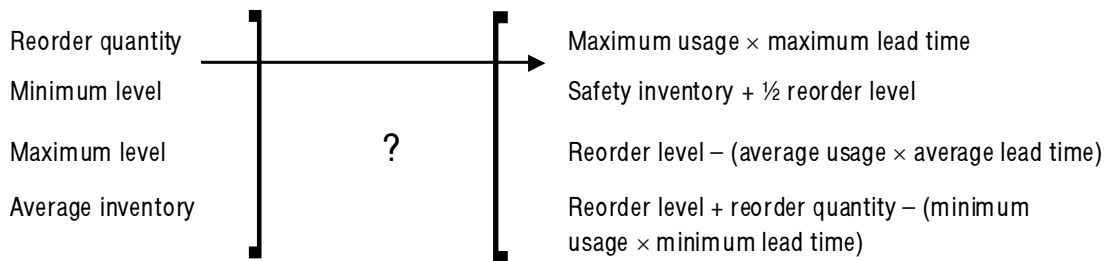 Reorder quantity
Maximum usage × maximum lead time
Minimum level
Safety inventory + ½ reorder level
Maximum level
?
Reorder level – (average usage × average lead time)
Average inventory
Reorder level + reorder quantity – (minimum
usage × minimum lead time)